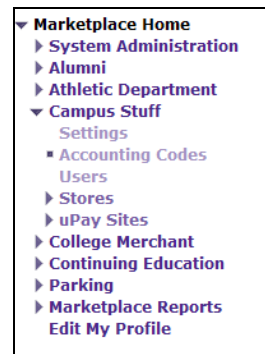 Marketplace Home
System Administration
Alumni
Athletic Department
Campus Stuff
Settings
Accounting Codes
Users
Stores
uPay Sites
College Merchant
Continuing Education
Parking
Marketplace Reports
Edit My Profile